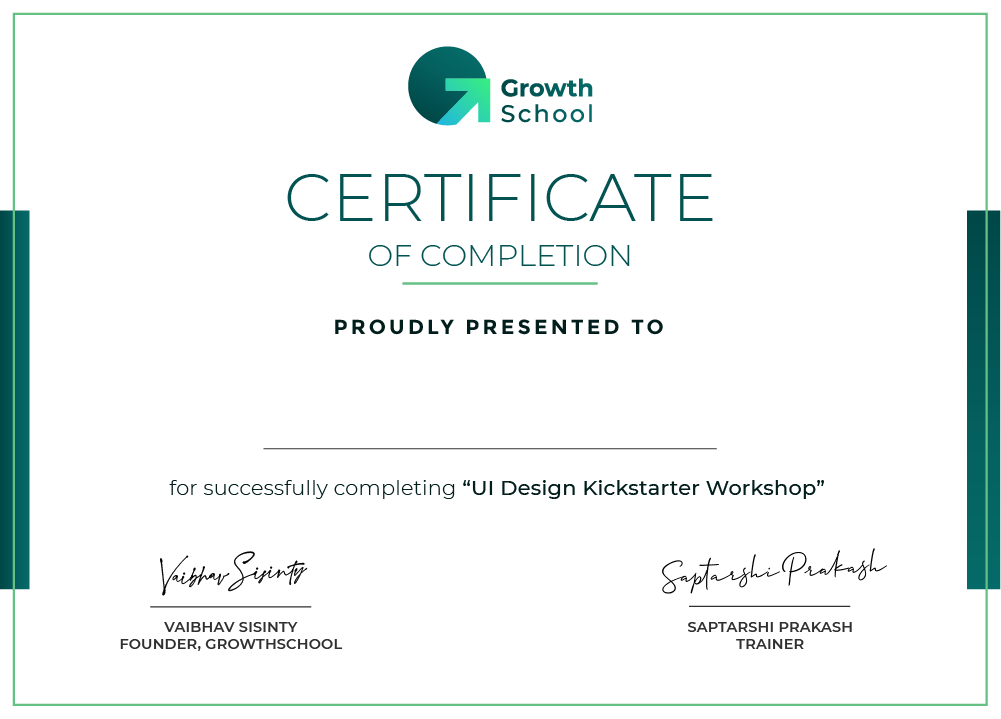 Growth
School
CERTIFICATE
OF COMPLETION
PROUDLY PRESENTED TO
for successfully completing “UI Design Kickstarter Workshop”
Vaibhav Sisinty
Saptarshi Prakash
VAIBHAV SISINTY
SAPTARSHI PRAKASH
FOUNDER, GROWTHSCHOOL
TRAINER